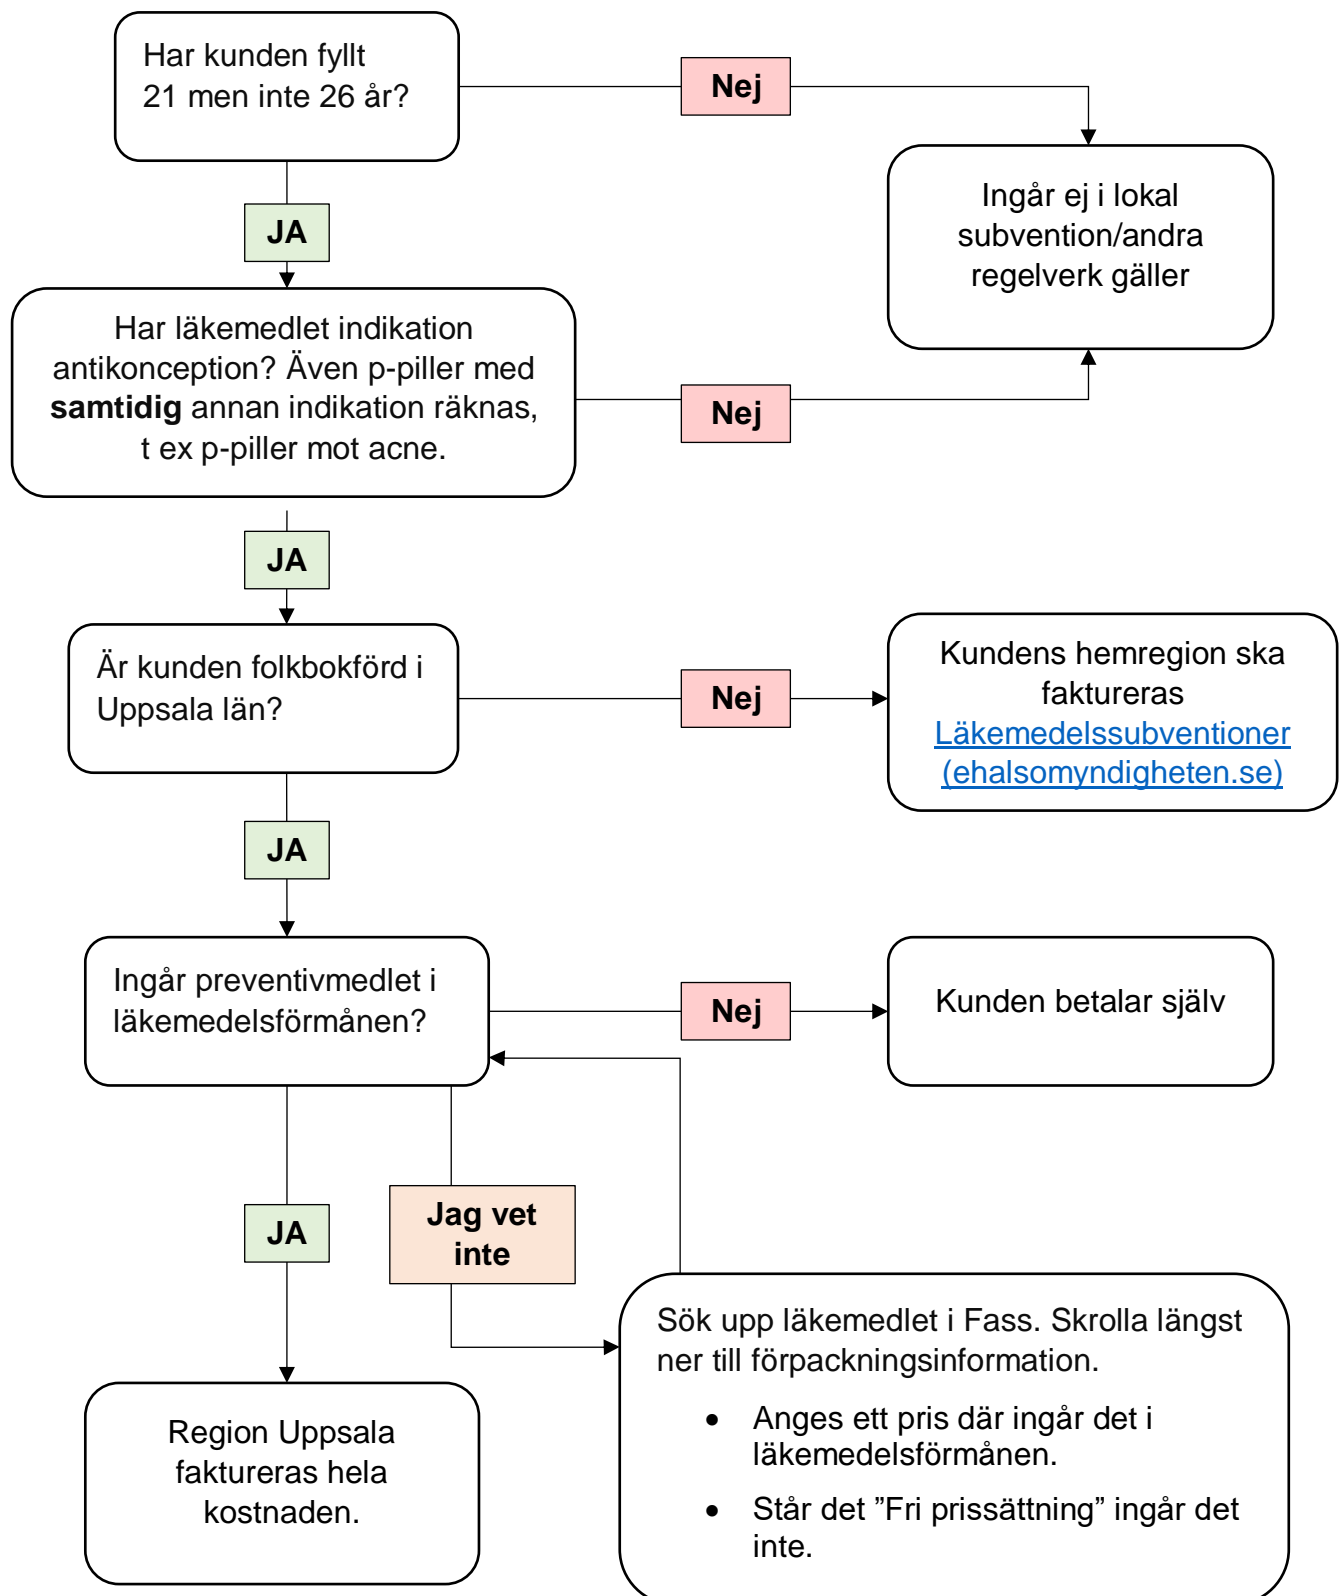 Har kunden fyllt
21 men inte 26 år?
Nej
Ingår ej i lokal
subvention/andra
regelverk gäller
JA
Har läkemedlet indikation
antikonception? Även p-piller med
samtidig annan indikation räknas,
t ex p-piller mot acne.
Nej
JA
Är kunden folkbokförd i
Uppsala län?
Nej
Kundens hemregion ska
faktureras
Läkemedelssubventioner
(ehalsomyndigheten.se)
JA
Ingår preventivmedlet i
läkemedelsförmånen?
Nej
Kunden betalar själv
JA
Jag vet
inte
Sök upp läkemedlet i Fass. Skrolla längst
ner till förpackningsinformation.
• Anges ett pris där ingår det i
läkemedelsförmånen.
• Står det ”Fri prissättning” ingår det
inte.
Region Uppsala
faktureras hela
kostnaden.